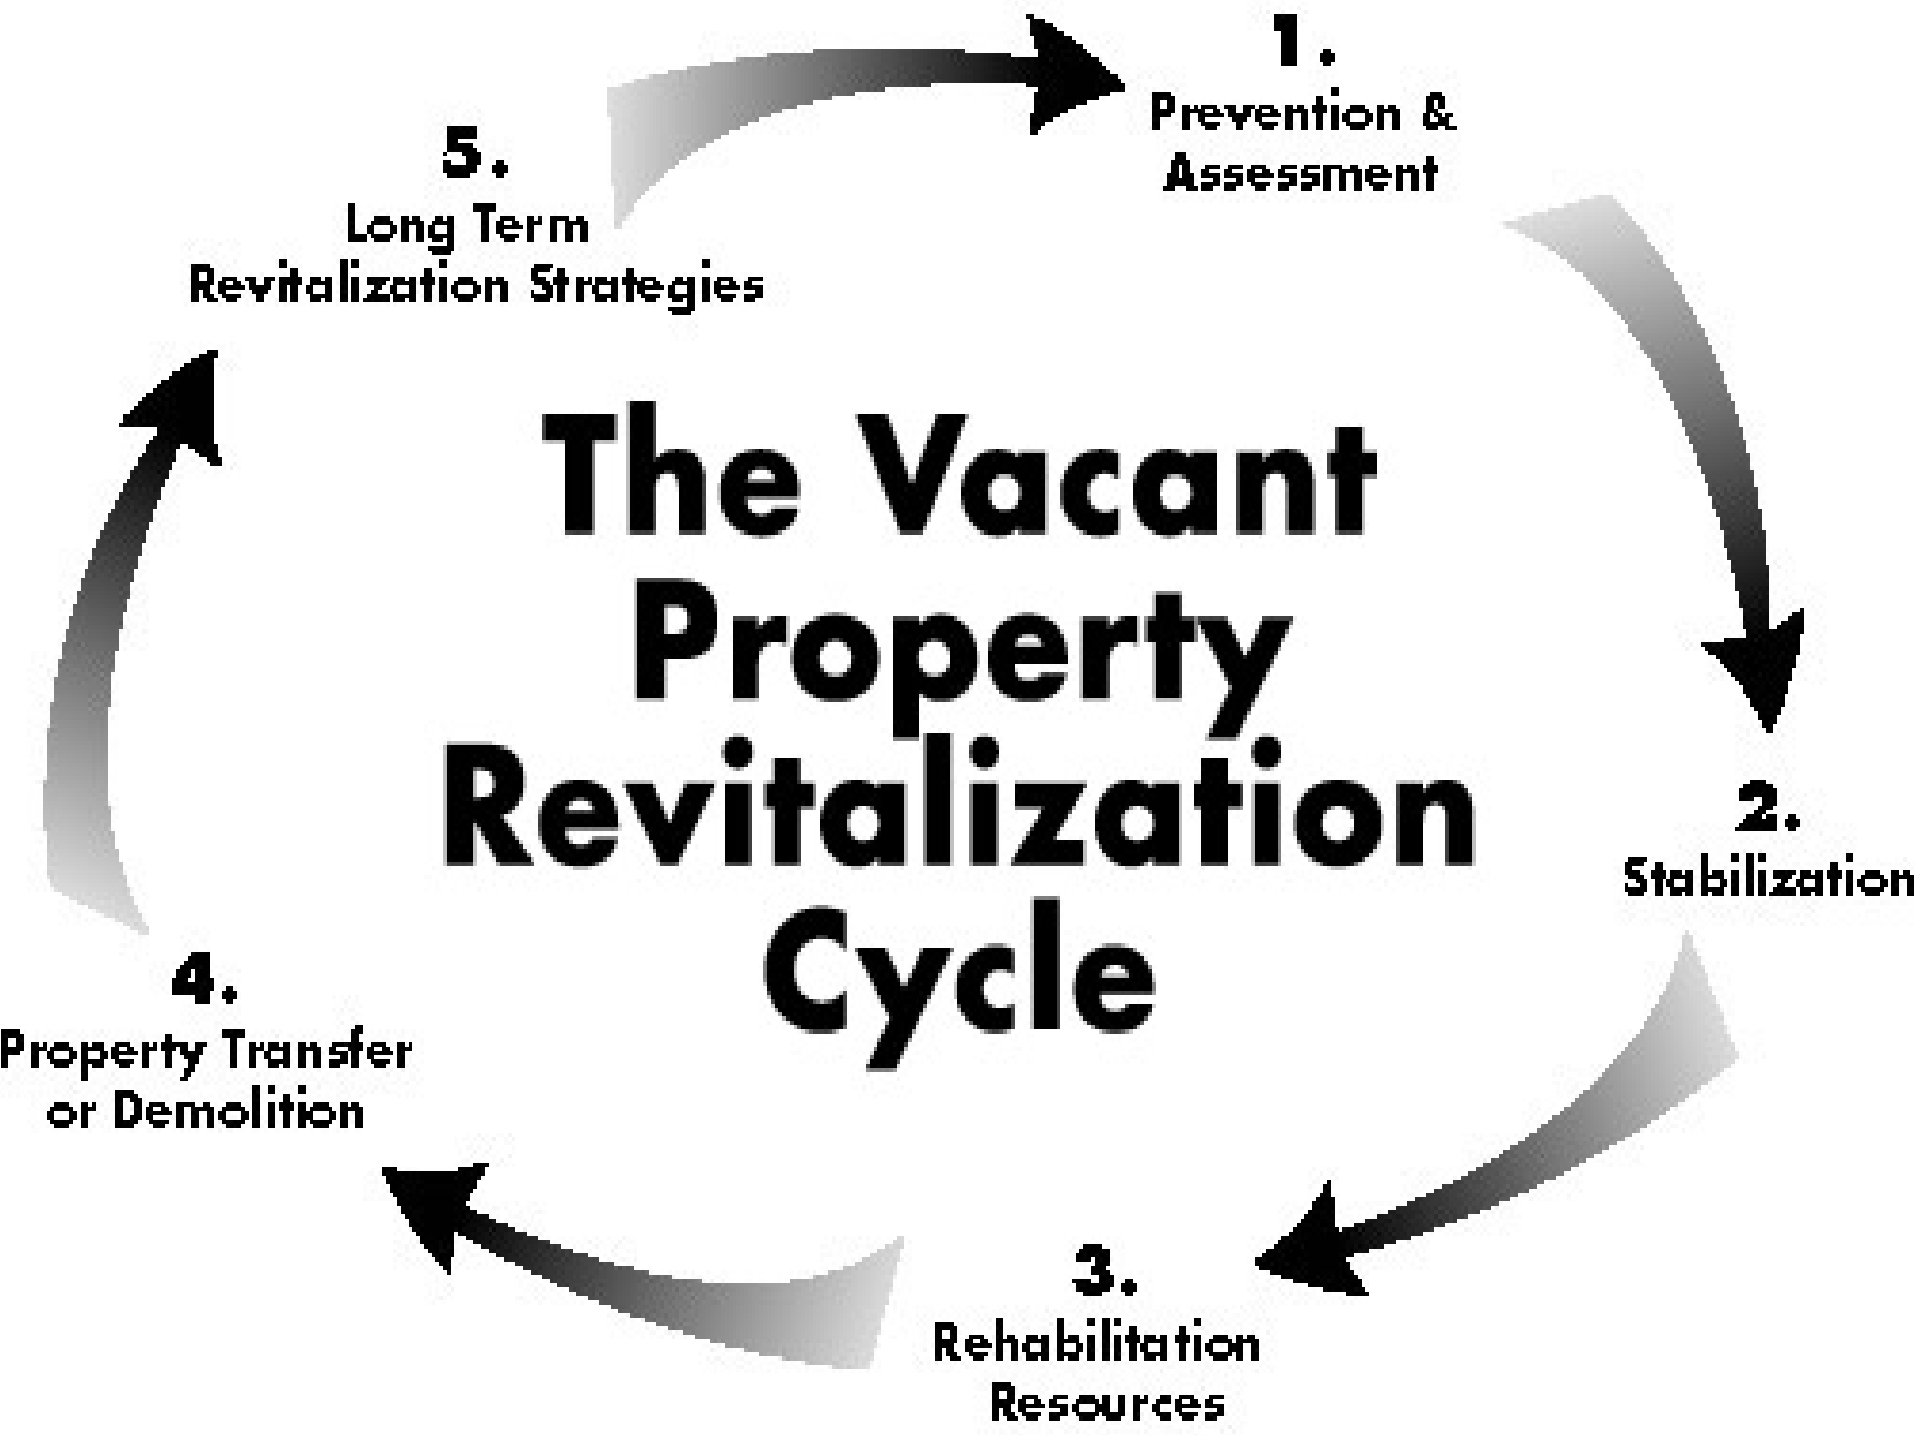 The Vacant
Property
Revitalization
Cycle
1.
Prevention &
Assessment
2.
Stabilization
3.
Rehabilitation
Resources
4.
Property Transfer
or Demolition
5.
Long Term
Revitalization Strategies